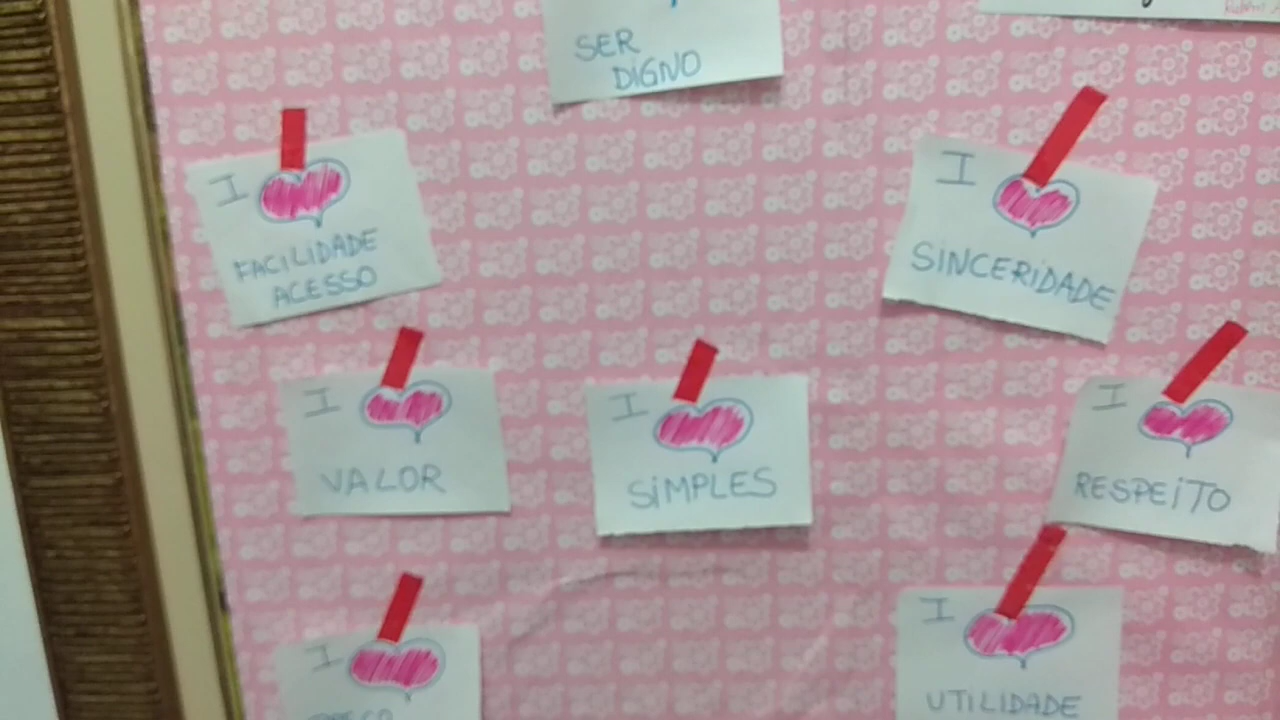 SER
DIGNO
I
FACILIDADE
ACESSO
I
SINCERIDADE
I
VALOR
I
SIMPLES
I
RESPEITO
I
I
UTILIDADE